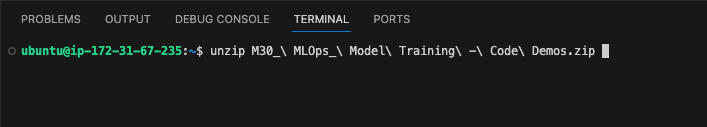 PROBLEMS OUTPUT DEBUG CONSOLE TERMINAL PORTS
ubuntu@ip-172-31-67-235:~$ unzip M30_\ MLOps_\ Model\ Training\ -\ Code\ Demos.zip